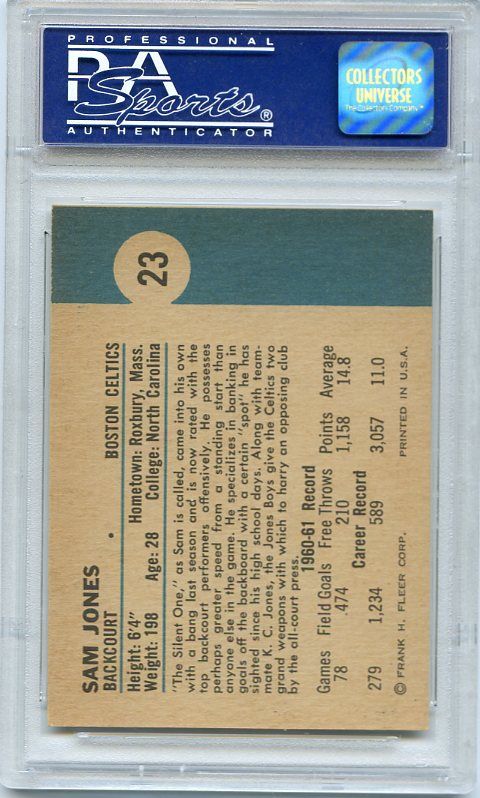 PROFESSIONAL
PSA
Sports®
AUTHENTICATOR
COLLECTORS
UNIVERSE
The Collectors Company™
23
SAM JONES
BACKCOURT • BOSTON CELTICS
Height: 6'4" Hometown: Roxbury, Mass.
Weight: 198 Age: 28 College: North Carolina
"The Silent One," as Sam is called, came into his own
with a bang last season and is now rated with the
top backcourt performers offensively. He possesses
perhaps greater speed from a standing start than
anyone else in the game. He specializes in banking in
goals off the backboard with a certain "spot" he has
sighted since his high school days. Along with team-
mate K. C. Jones, the Jones Boys give the Celtics two
grand weapons with which to harry an opposing club
by the all-court press.
1960-61 Record
Games Field Goals Free Throws Points Average
78 .474 210 1,158 14.8
Career Record
279 1,234 589 3,057 11.0
© FRANK H. FLEER CORP. PRINTED IN U.S.A.